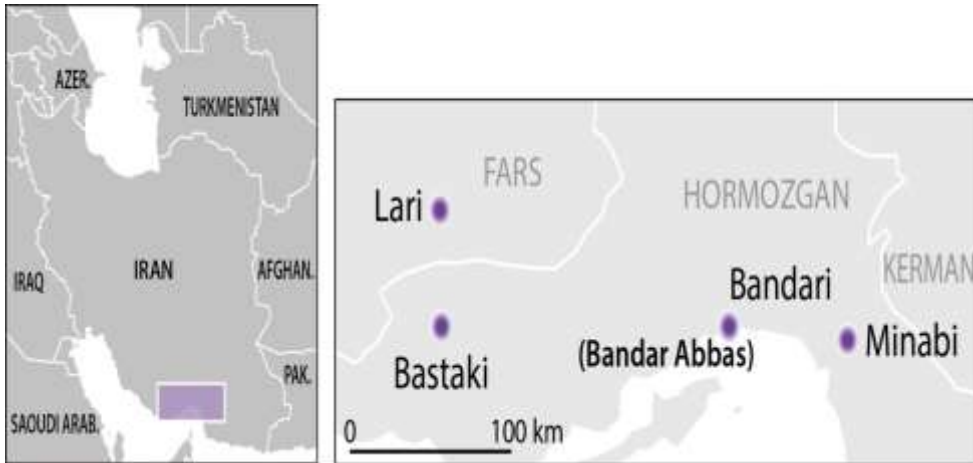 AZER.
TURKMENISTAN
IRAN
AFGHAN.
IRAQ
PAK.
SAOUDI ARAB.
FARS
Lari
HORMOZGAN
KERMAN
Bandari
Minabi
(Bandar Abbas)
Bastaki
0 100 km